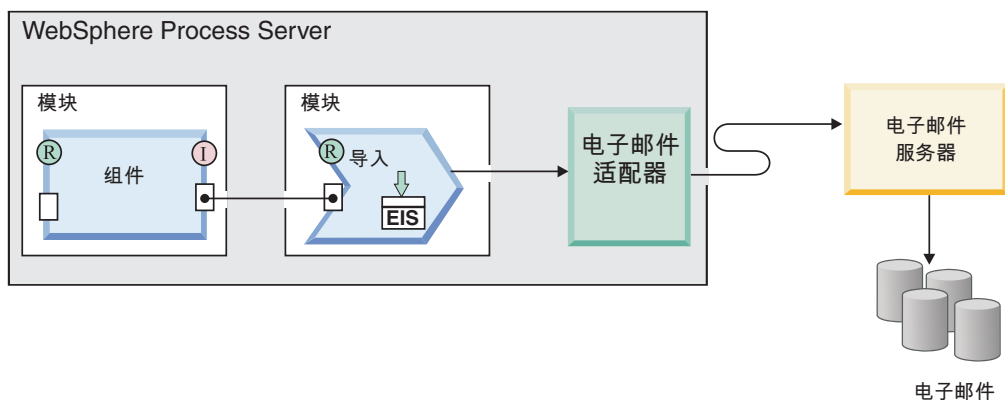 WebSphere Process Server
模块
R
I
组件
模块
R
导入
EIS
电子邮件
适配器
电子邮件
服务器
电子邮件